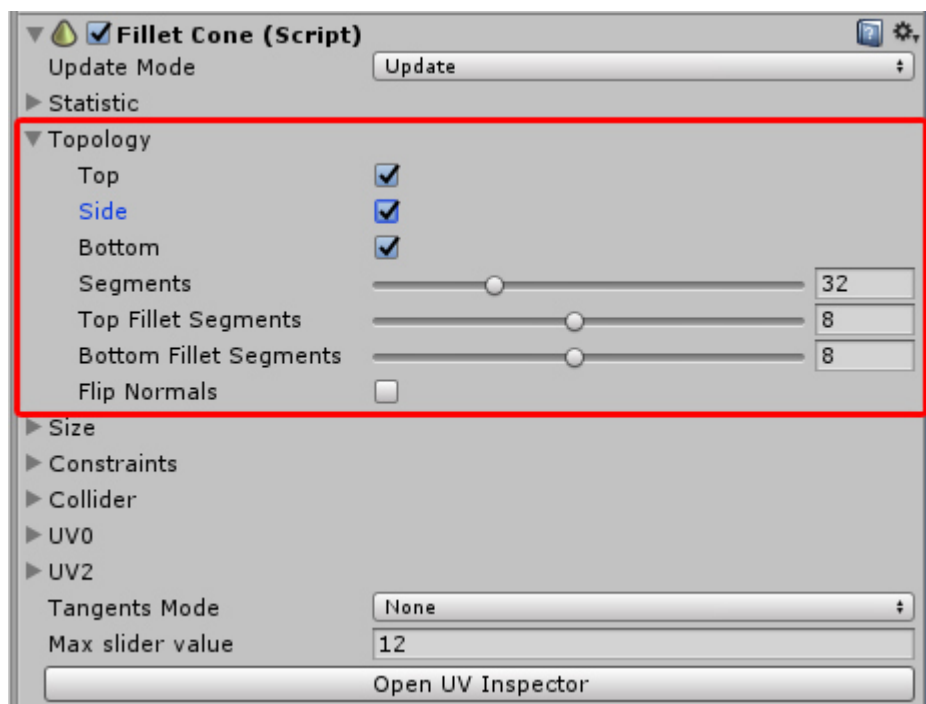 Fillet Cone (Script)
Update Mode Update
Statistic
Topology
Top
Side
Bottom
Segments 32
Top Fillet Segments 8
Bottom Fillet Segments 8
Flip Normals
Size
Constraints
Collider
UV0
UV2
Tangents Mode None
Max slider value 12
Open UV Inspector